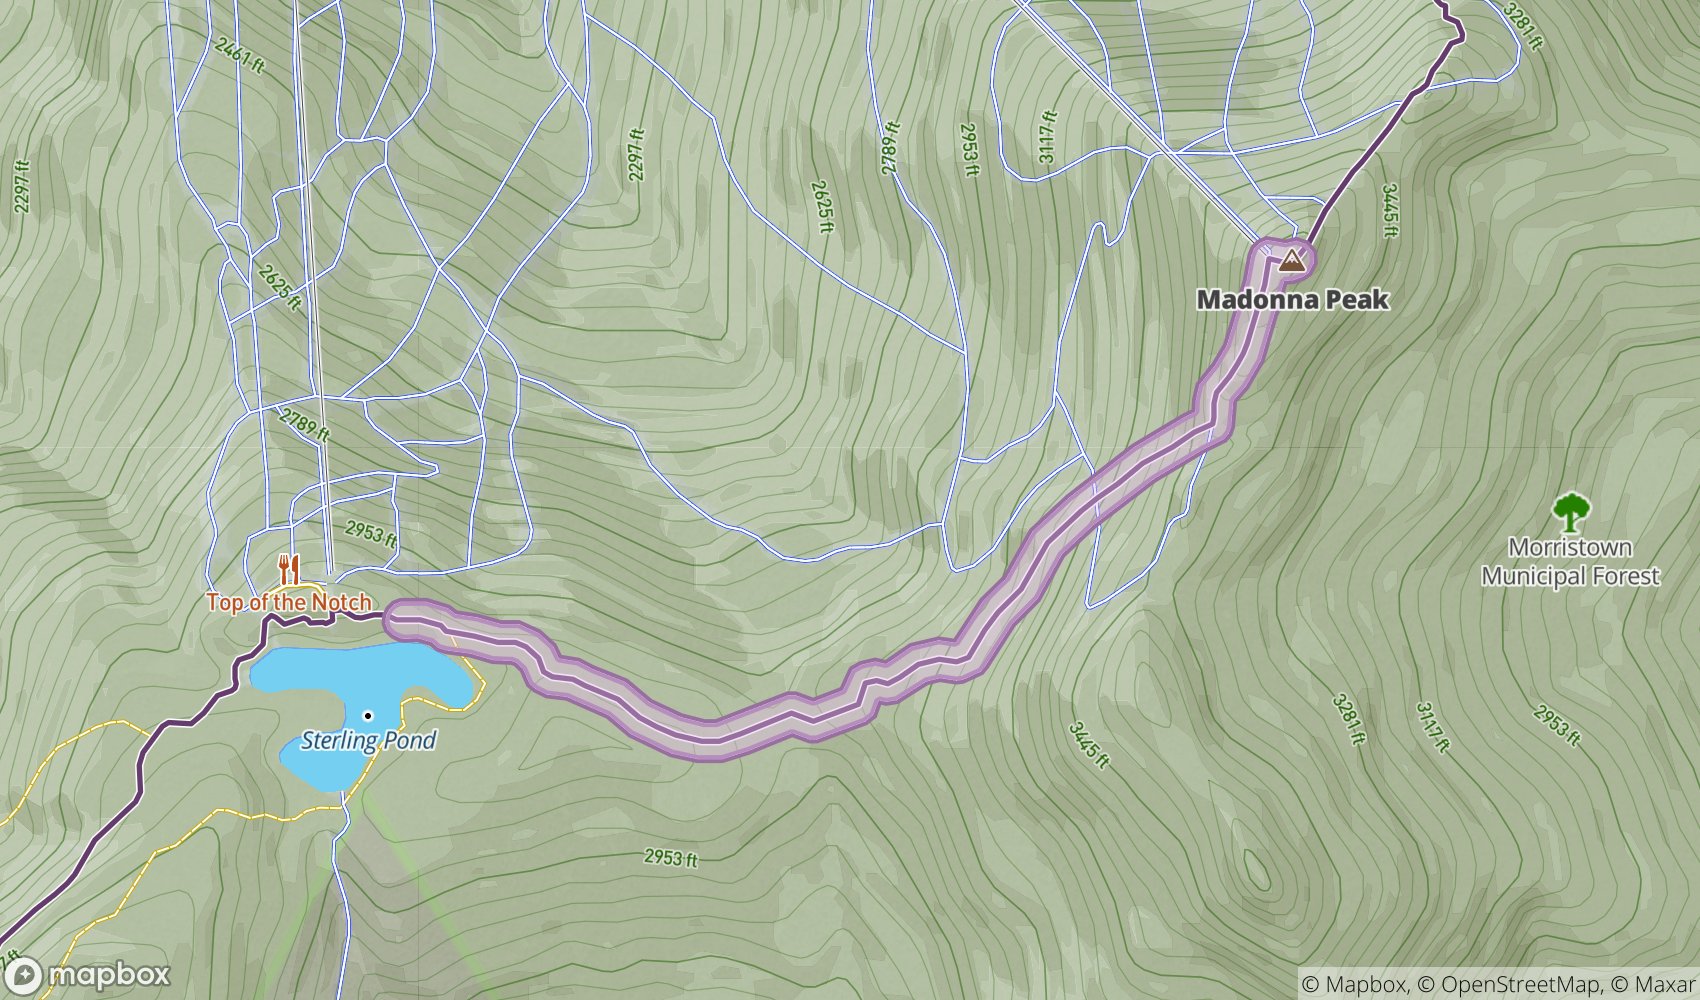 2461 ft
3281 ft
2297 ft
2297 ft
2789 ft
2953 ft
3117 ft
2625 ft
3445 ft
2625 ft
Madonna Peak
2789 ft
2953 ft
Morristown
Municipal Forest
Top of the Notch
Sterling Pond
3445 ft
3281 ft
3117 ft
2953 ft
2953 ft
mapbox
© Mapbox, © OpenStreetMap, © Maxar